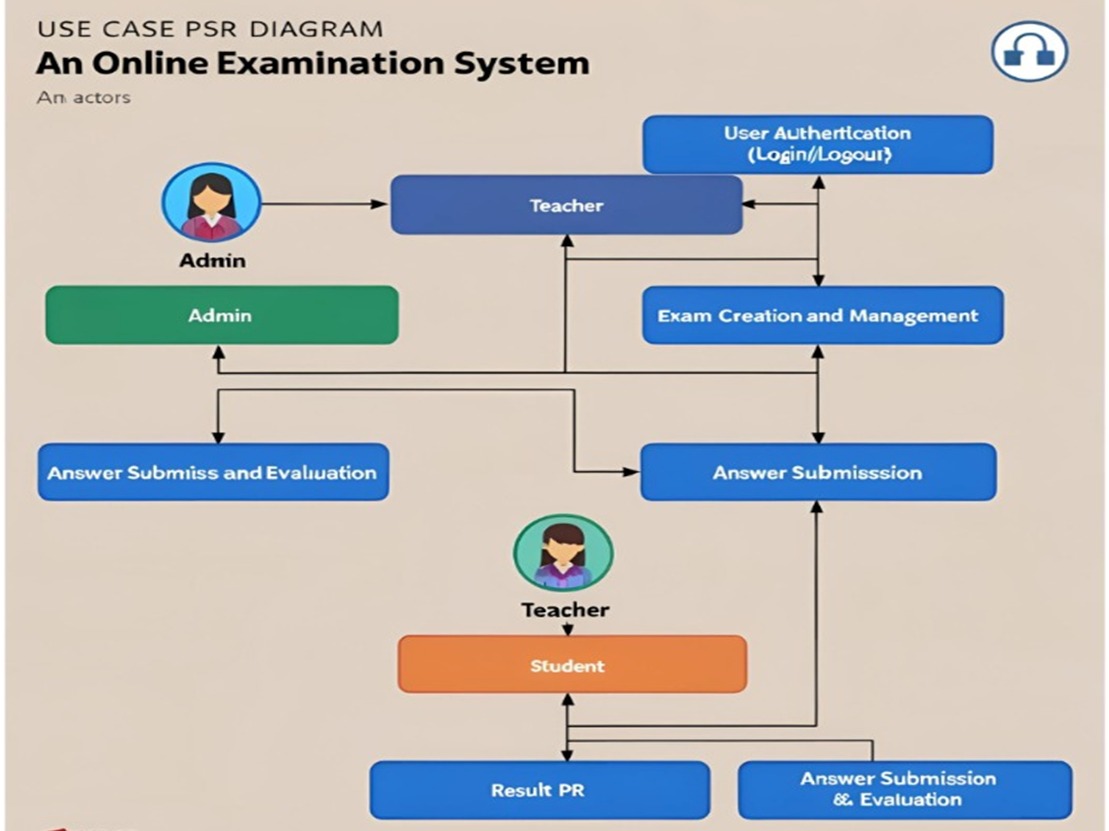 USE CASE PSR DIAGRAM
An Online Examination System
An actors
User Authentication
(Login//Logout}
Teacher
Admin
Admin
Exam Creation and Management
Answer Submiss and Evaluation
Answer Submisssion
Teacher
Student
Result PR
Answer Submission
&. Evaluation